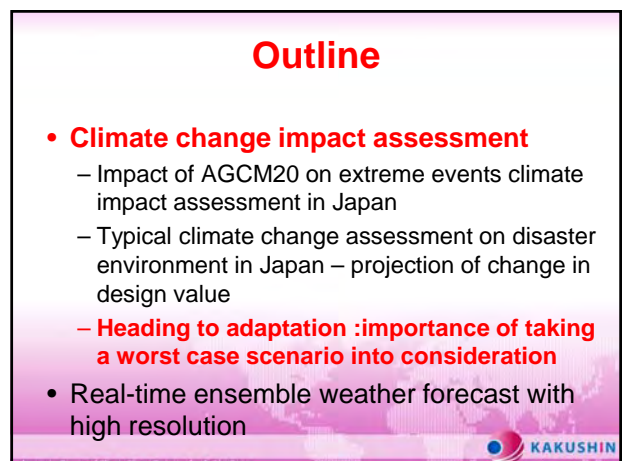 Outline
• Climate change impact assessment
– Impact of AGCM20 on extreme events climate
impact assessment in Japan
– Typical climate change assessment on disaster
environment in Japan – projection of change in
design value
– Heading to adaptation :importance of taking
a worst case scenario into consideration
• Real-time ensemble weather forecast with
high resolution
KAKUSHIN